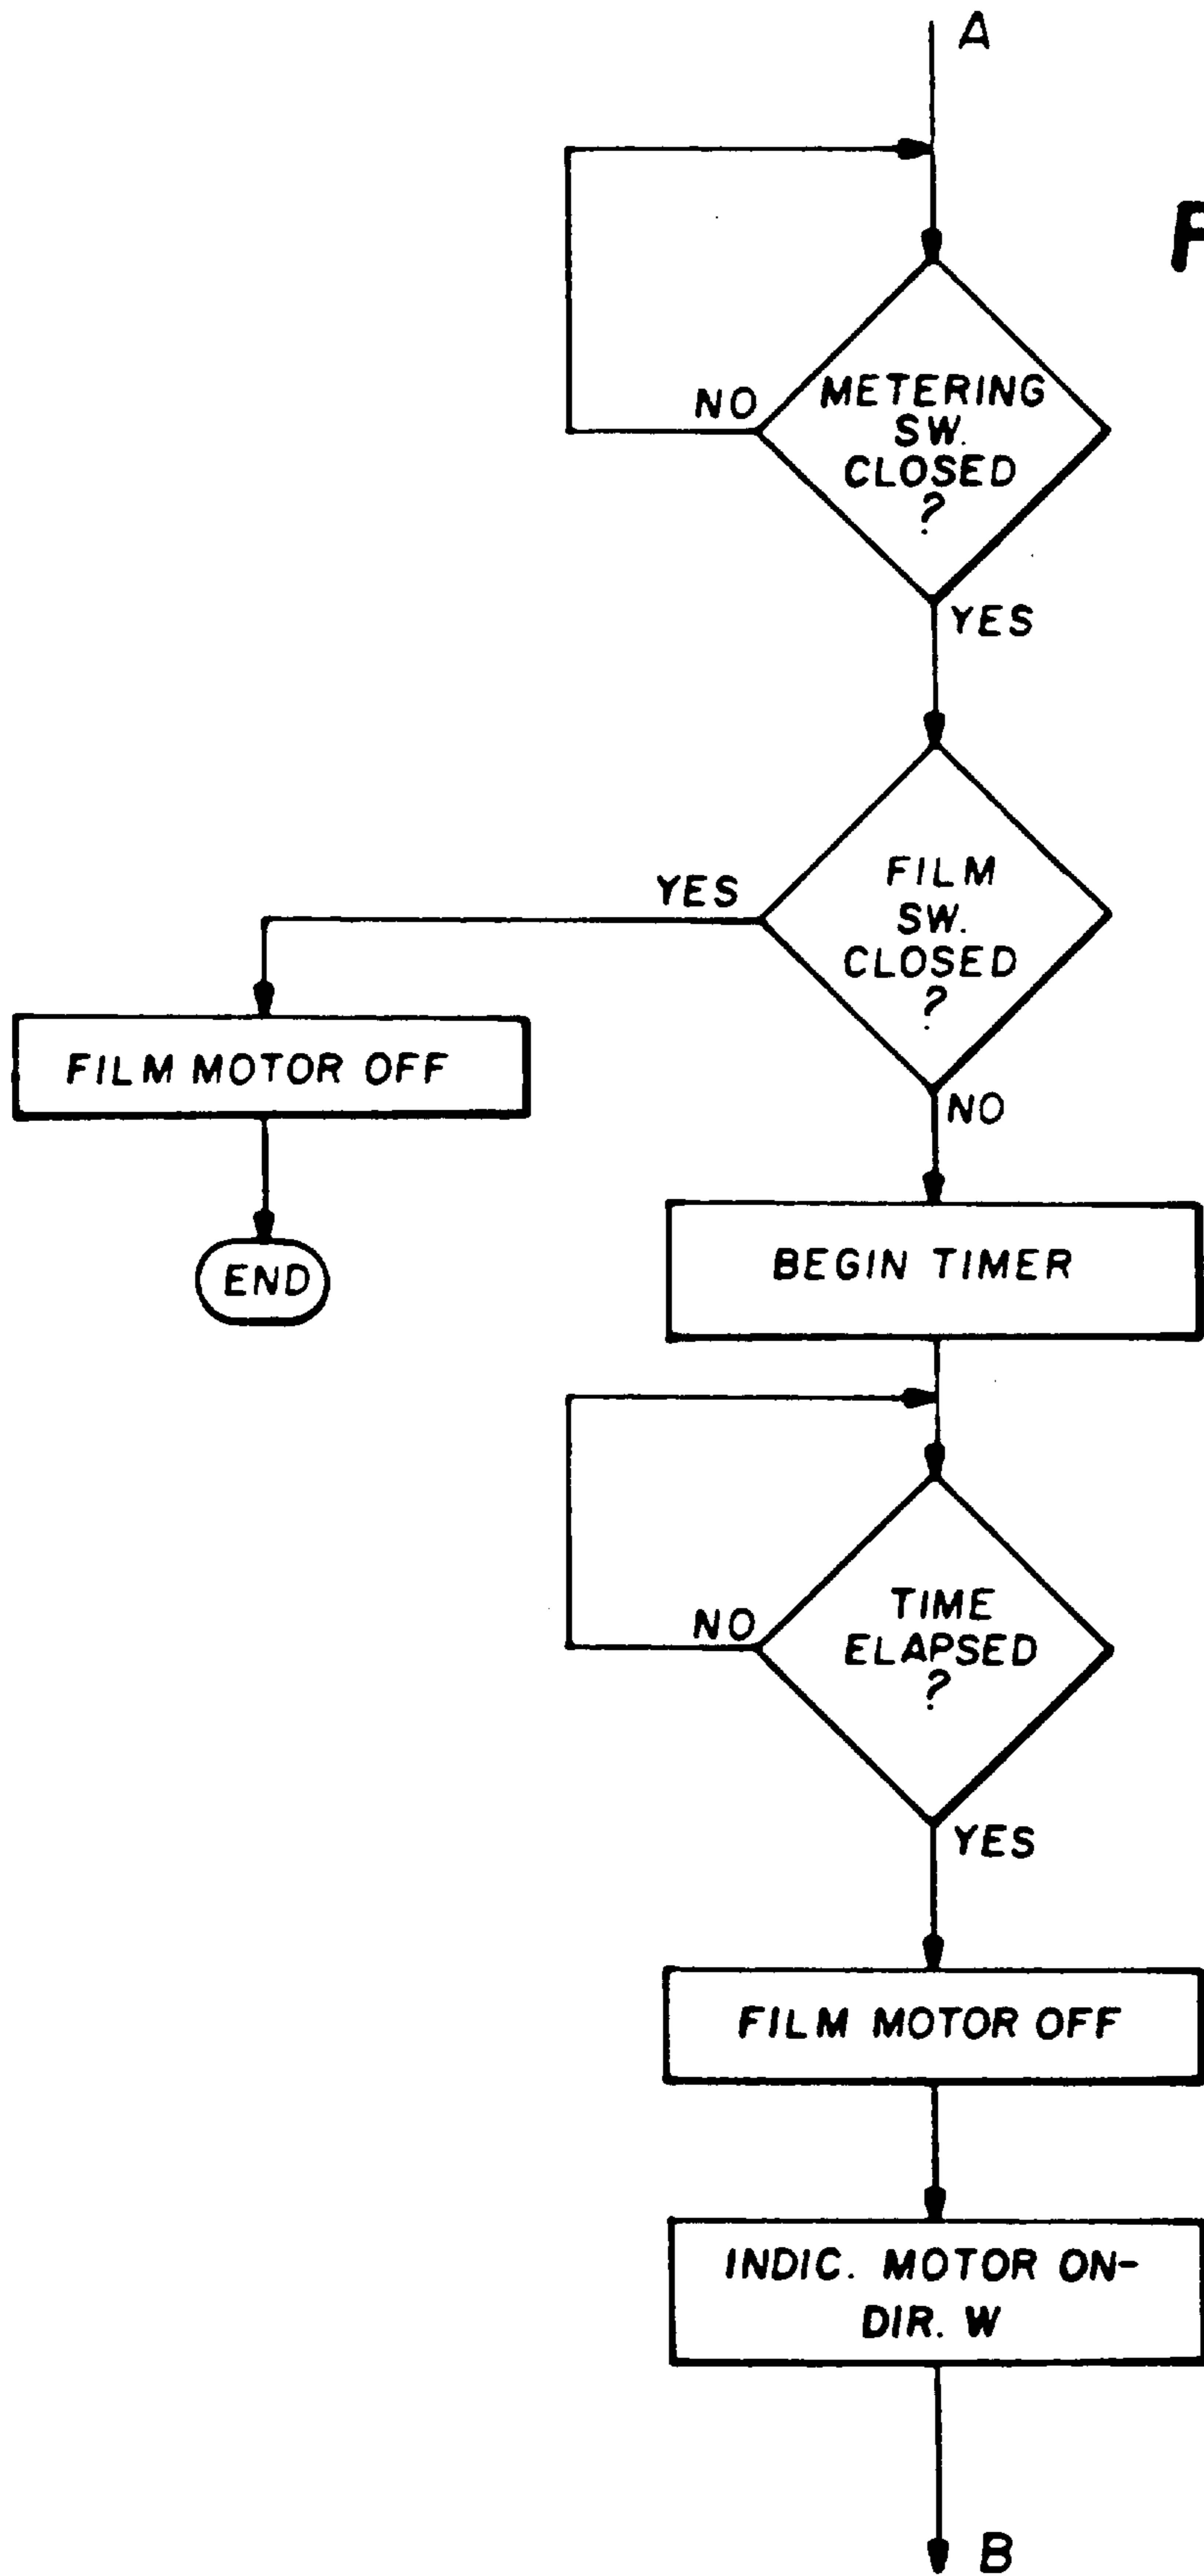 A
NO
METERING
SW.
CLOSED
?
YES
FILM
SW.
CLOSED
?
YES
FILM MOTOR OFF
END
NO
BEGIN TIMER
NO
TIME
ELAPSED
?
YES
FILM MOTOR OFF
INDIC. MOTOR ON-
DIR. W
B